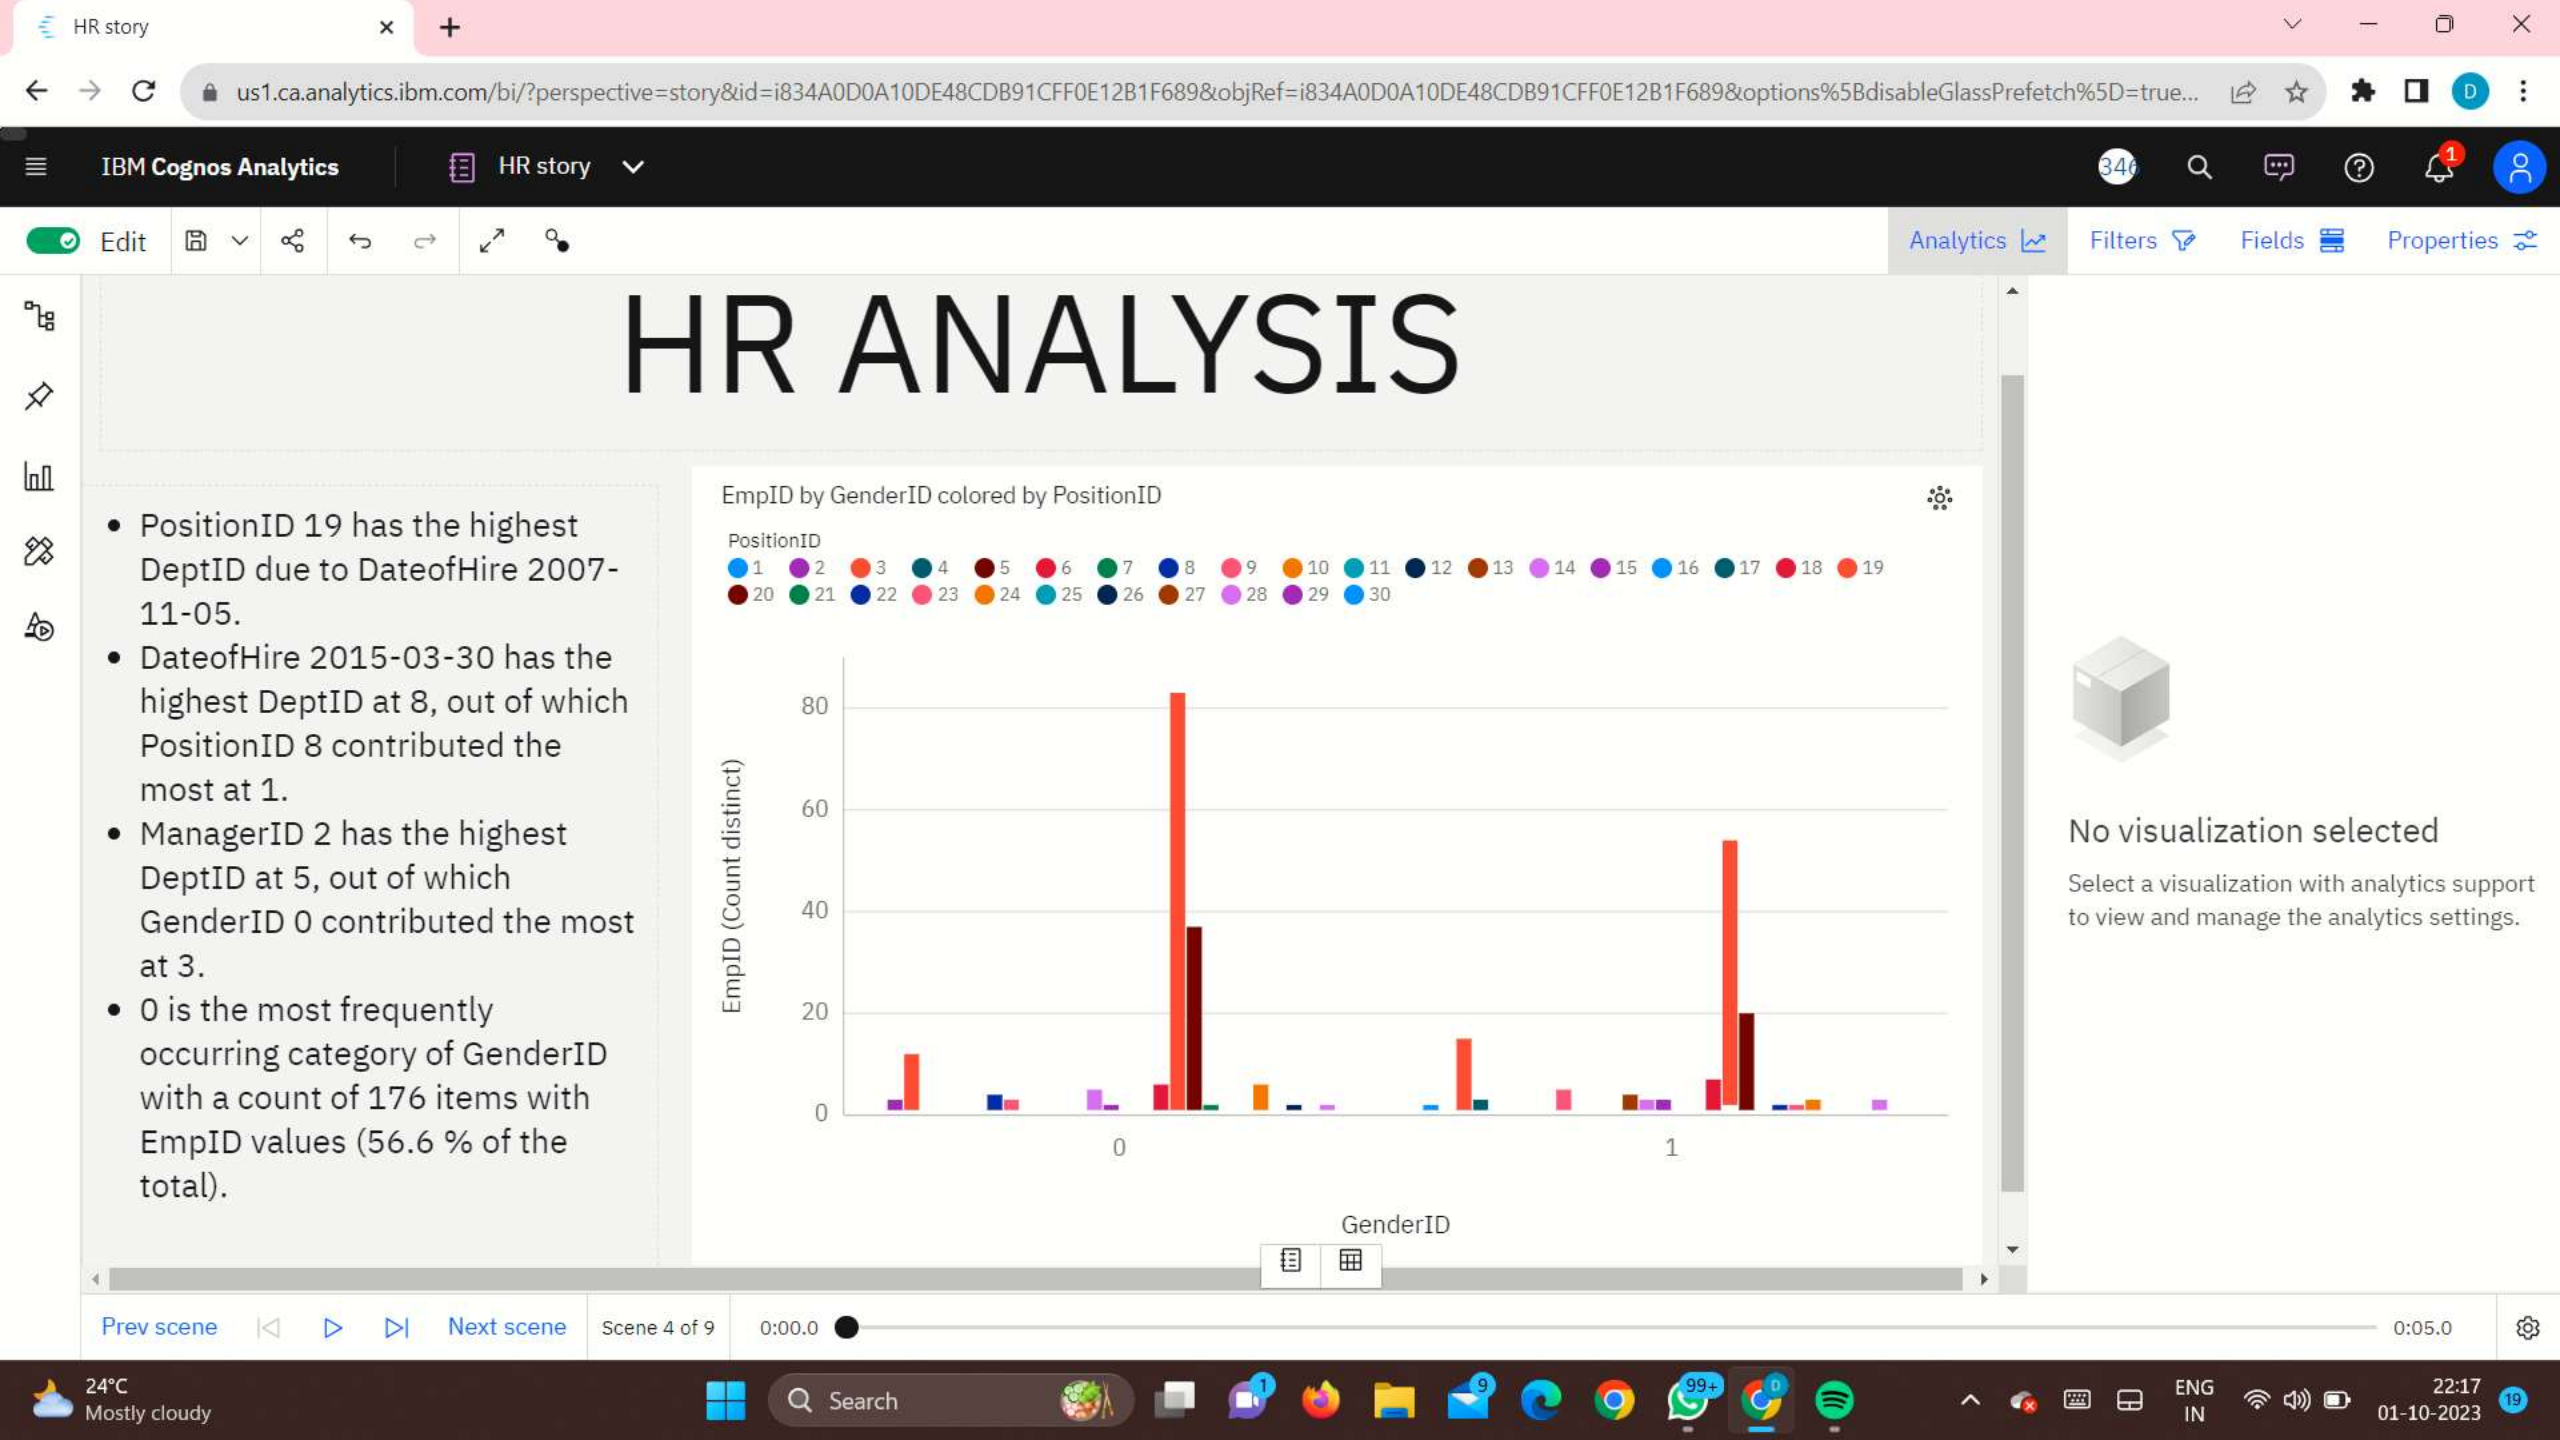 HR story
us1.ca.analytics.ibm.com/bi/?perspective=story&id=i834A0D0A10DE48CDB91CFF0E12B1F689&objRef=i834A0D0A10DE48CDB91CFF0E12B1F689&options%5BdisableGlassPrefetch%5D=true...
D
IBM Cognos Analytics
HR story
346
1
Edit
Analytics
Filters
Fields
Properties
HR ANALYSIS
• PositionID 19 has the highest
DeptID due to DateofHire 2007-
11-05.
• DateofHire 2015-03-30 has the
highest DeptID at 8, out of which
PositionID 8 contributed the
most at 1.
• ManagerID 2 has the highest
DeptID at 5, out of which
GenderID 0 contributed the most
at 3.
• 0 is the most frequently
occurring category of GenderID
with a count of 176 items with
EmpID values (56.6 % of the
total).
EmpID by GenderID colored by PositionID
PositionID
1 2 3 4 5 6 7 8 9 10 11 12 13 14 15 16 17 18 19
20 21 22 23 24 25 26 27 28 29 30
EmpID (Count distinct)
80
60
40
20
0
0 1
GenderID
No visualization selected
Select a visualization with analytics support
to view and manage the analytics settings.
Prev scene
Next scene
Scene 4 of 9
0:00.0
0:05.0
24°C
Mostly cloudy
Search
1
9
99+
D
ENG
IN
22:17
01-10-2023
19